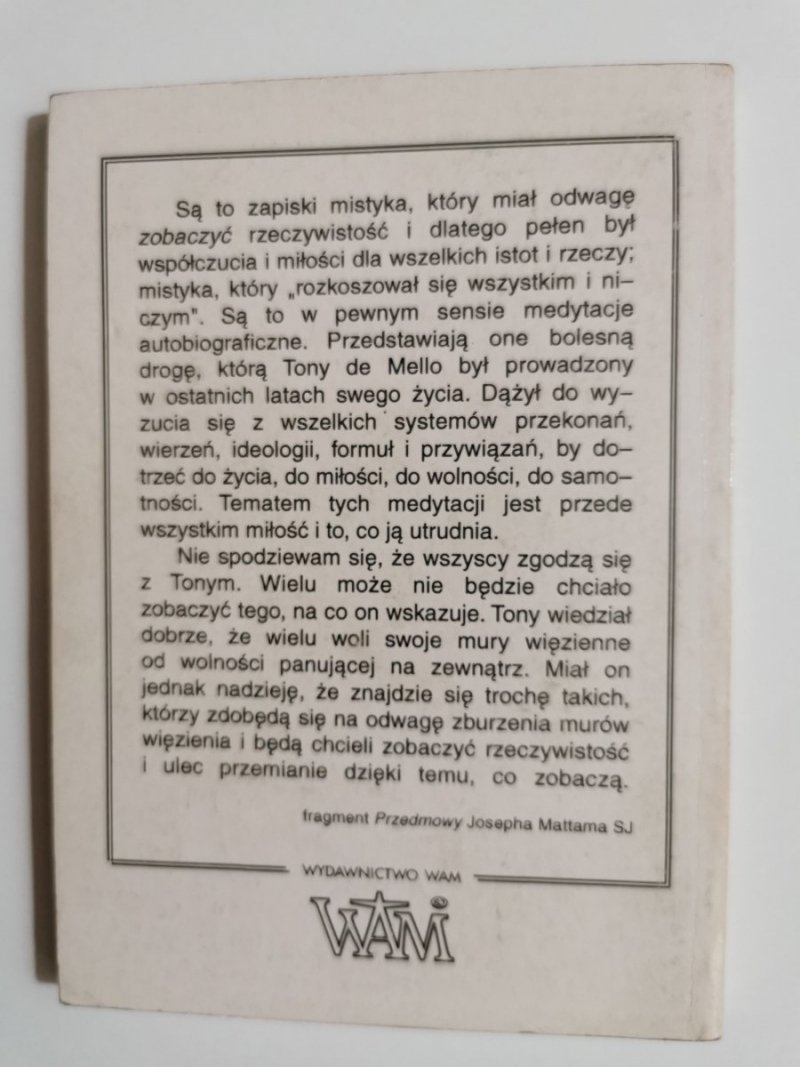 Są to zapiski mistyka, który miał odwagę
zobaczyć rzeczywistość i dlatego pełen był
współczucia i miłości dla wszelkich istot i rzeczy;
mistyka, który „rozkoszował się wszystkim i ni–
czym". Są to w pewnym sensie medytacje
autobiograficzne. Przedstawiają one bolesną
drogę, którą Tony de Mello był prowadzony
w ostatnich latach swego życia. Dążył do wy–
zucia się z wszelkich systemów przekonań,
wierzeń, ideologii, formuł i przywiązań, by do–
trzeć do życia, do miłości, do wolności, do samo–
tności. Tematem tych medytacji jest przede
wszystkim miłość i to, co ją utrudnia.
Nie spodziewam się, że wszyscy zgodzą się
z Tonym. Wielu może nie będzie chciało
zobaczyć tego, na co on wskazuje. Tony wiedział
dobrze, że wielu woli swoje mury więzienne
od wolności panującej na zewnątrz. Miał on
jednak nadzieję, że znajdzie się trochę takich,
którzy zdobędą się na odwagę zburzenia murów
więzienia i będą chcieli zobaczyć rzeczywistość
i ulec przemianie dzięki temu, co zobaczą.
fragment Przedmowy Josepha Mattama SJ
WYDAWNICTWO WAM
WAM